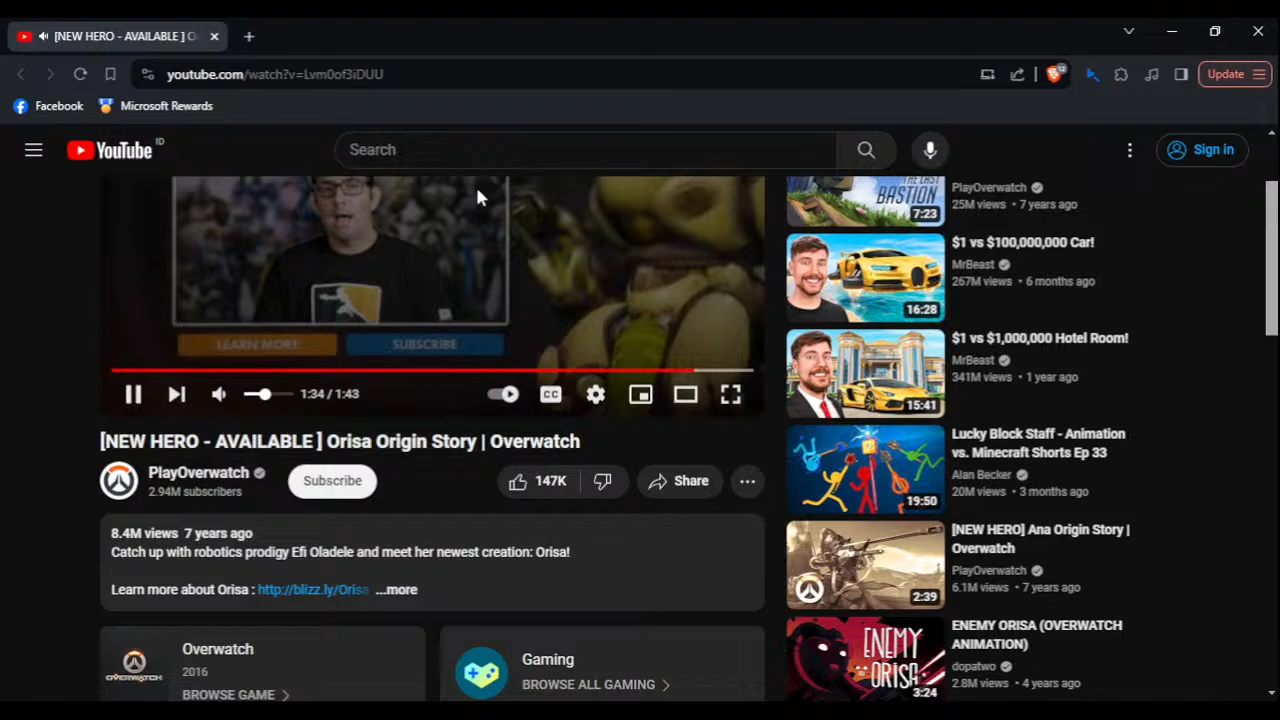 [NEW HERO - AVAILABLE ] O
youtube.com/watch?v=Lvm0of3iDUU
12
Update
Facebook
Microsoft Rewards
YouTube ID
Search
Sign in
LEARN MORE
SUBSCRIBE
1:34 / 1:43
CC
[NEW HERO - AVAILABLE ] Orisa Origin Story | Overwatch
PlayOverwatch
2.94M subscribers
Subscribe
147K
Share
8.4M views 7 years ago
Catch up with robotics prodigy Efi Oladele and meet her newest creation: Orisa!
Learn more about Orisa : http://blizz.ly/Orisa ...more
OVERWATCH
Overwatch
2016
BROWSE GAME
Gaming
BROWSE ALL GAMING
THE LAST
BASTION
7:23
PlayOverwatch
25M views • 7 years ago
16:28
$1 vs $100,000,000 Car!
MrBeast
267M views • 6 months ago
15:41
$1 vs $1,000,000 Hotel Room!
MrBeast
341M views • 1 year ago
19:50
Lucky Block Staff - Animation
vs. Minecraft Shorts Ep 33
Alan Becker
20M views • 3 months ago
2:39
[NEW HERO] Ana Origin Story |
Overwatch
PlayOverwatch
6.1M views • 7 years ago
ENEMY
ORISA
3:24
ENEMY ORISA (OVERWATCH
ANIMATION)
dopatwo
2.8M views • 4 years ago